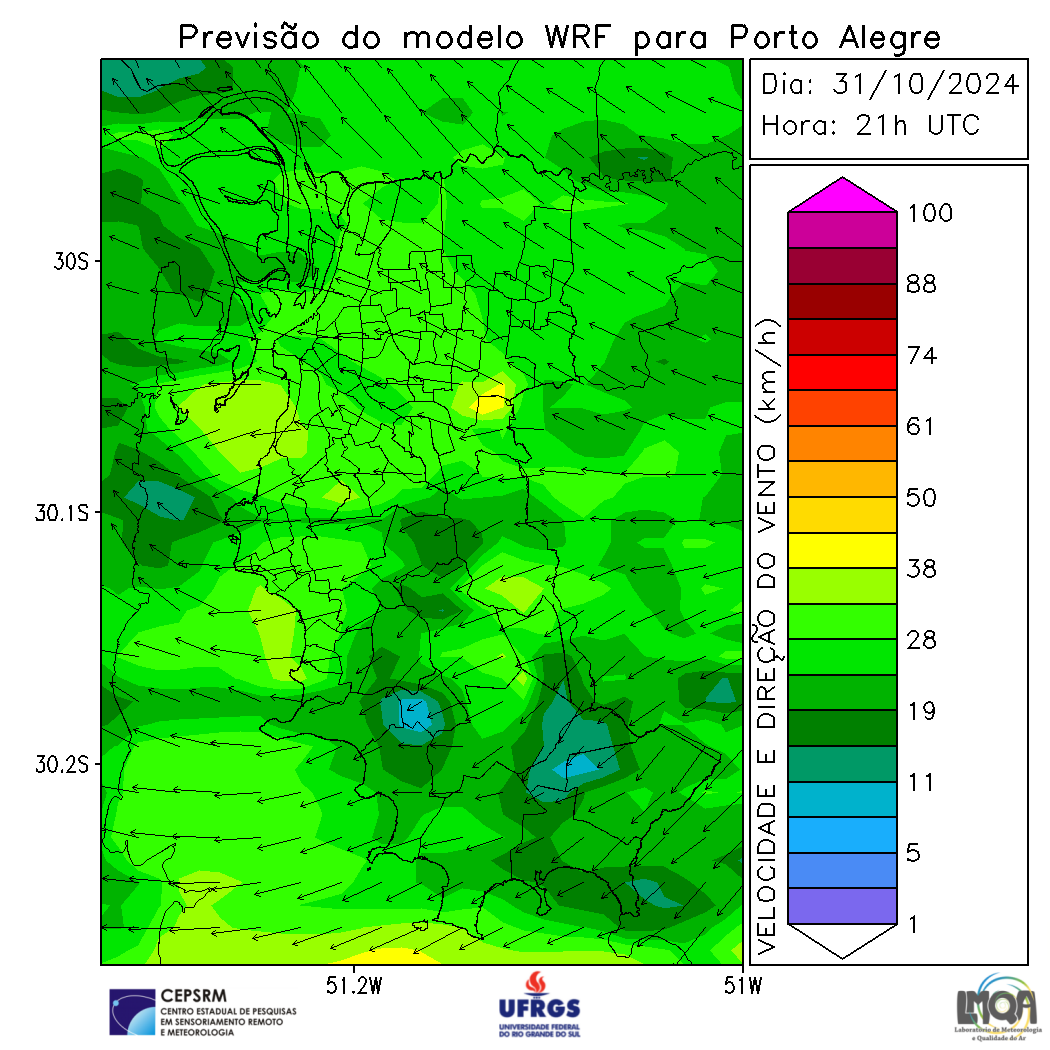 Previsão do modelo WRF para Porto Alegre
Dia: 31/10/2024
Hora: 21h UTC
30S
30.1S
30.2S
51.2W
51W
VELOCIDADE E DIREÇÃO DO VENTO (km/h)
100
88
74
61
50
38
28
19
11
5
1
CEPSRM
CENTRO ESTADUAL DE PESQUISAS
EM SENSORIAMENTO REMOTO
E METEOROLOGIA
UFRGS
UNIVERSIDADE FEDERAL
DO RIO GRANDE DO SUL
LMQA
Laboratório de Meteorologia
e Qualidade do Ar